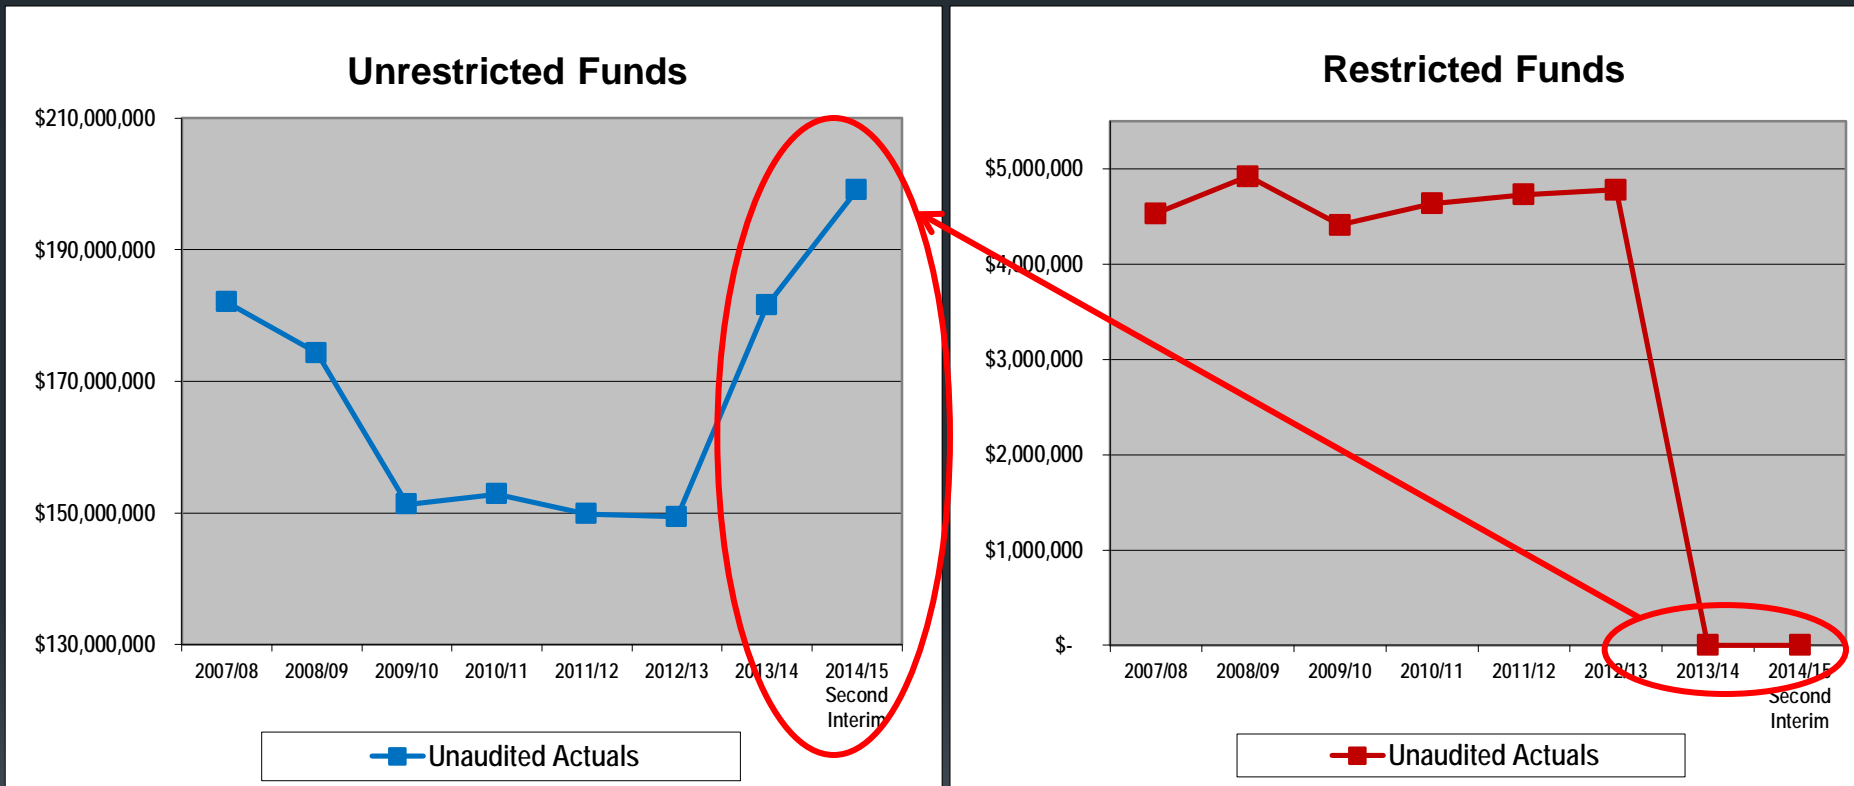 Unrestricted Funds
$210,000,000
$190,000,000
$170,000,000
$150,000,000
$130,000,000
2007/08 2008/09 2009/10 2010/11 2011/12 2012/13 2013/14 2014/15
Second
Interim
Unaudited Actuals
Restricted Funds
$5,000,000
$4,000,000
$3,000,000
$2,000,000
$1,000,000
$-
2007/08 2008/09 2009/10 2010/11 2011/12 2012/13 2013/14 2014/15
Second
Interim
Unaudited Actuals